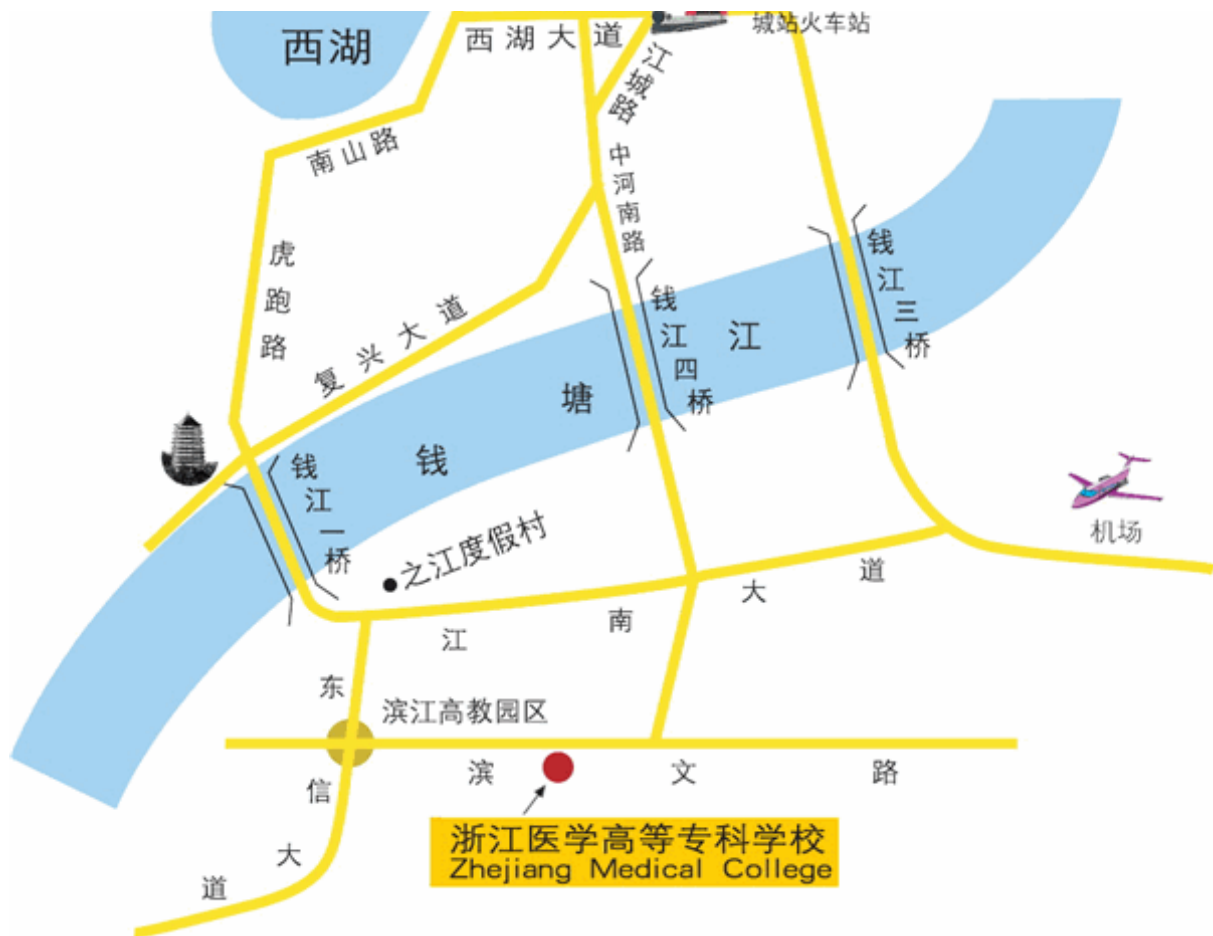 城站火车站
西湖
西湖大道
江城路
南山路
中河南路
虎跑路
钱江三桥
钱江四桥
复兴大道
钱塘江
钱江一桥
机场
之江度假村
江南大道
东信大道
滨江高教园区
滨文路
浙江医学高等专科学校
Zhejiang Medical College